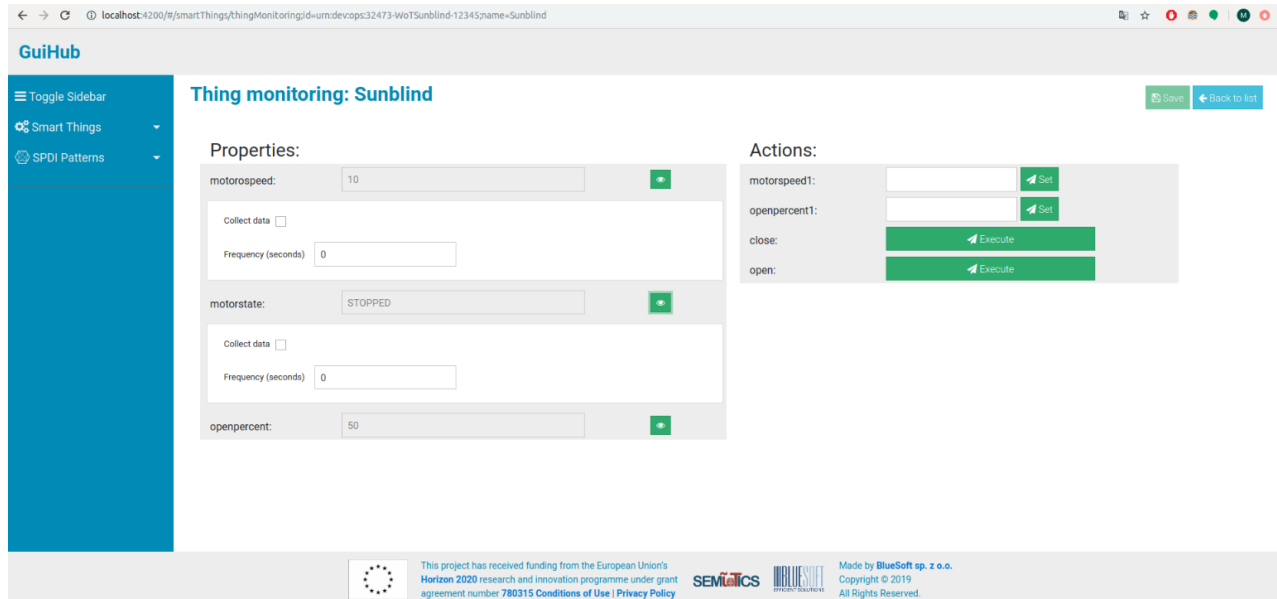 localhost:4200/#/smartThings/thingMonitoring;id=urn:dev:ops:32473-WoTSunblind-12345;name=Sunblind
M
GuiHub
Toggle Sidebar
Smart Things
SPDI Patterns
Thing monitoring: Sunblind
Save
Back to list
Properties:
motorospeed:
10
Collect data
Frequency (seconds)
0
motorstate:
STOPPED
Collect data
Frequency (seconds)
0
openpercent:
50
Actions:
motorspeed1:
Set
openpercent1:
Set
close:
Execute
open:
Execute
This project has received funding from the European Union's
Horizon 2020 research and innovation programme under grant
agreement number 780315 Conditions of Use | Privacy Policy
SEMIoTICS
BLUESOFT
EFFICIENT SOLUTIONS
Made by BlueSoft sp. z o.o.
Copyright © 2019
All Rights Reserved.